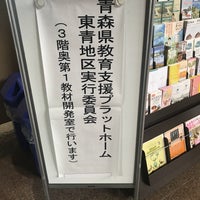 青森県教育支援プラットホーム
東青地区実行委員会
（３階奥第１教材開発室で行います）